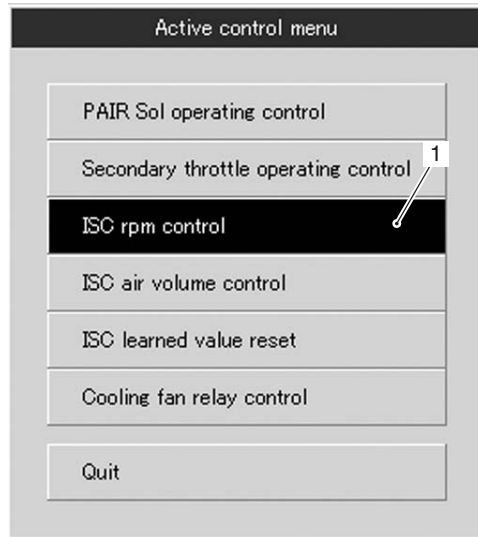 Active control menu
PAIR Sol operating control
Secondary throttle operating control
1
ISC rpm control
ISC air volume control
ISC learned value reset
Cooling fan relay control
Quit